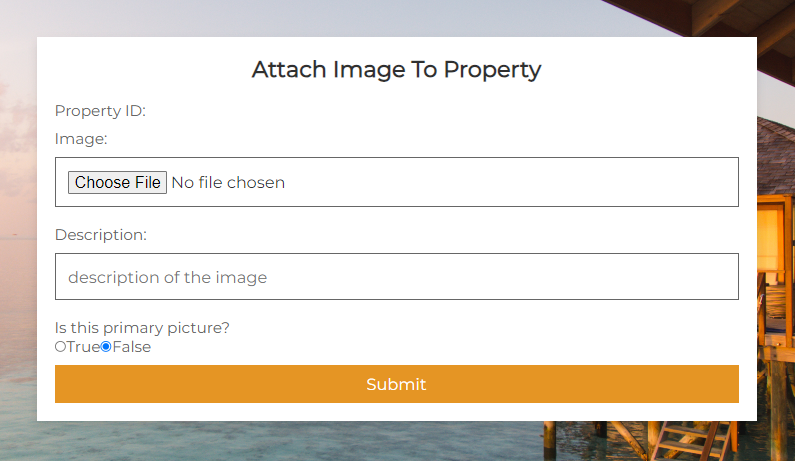 Attach Image To Property
Property ID:
Image:
Choose File No file chosen
Description:
description of the image
Is this primary picture?
True False
Submit